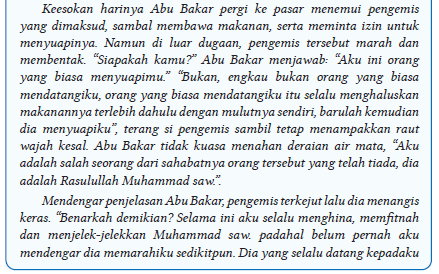 Keesokan harinya Abu Bakar pergi ke pasar menemui pengemis
yang dimaksud, sambal membawa makanan, serta meminta izin untuk
menyuapinya. Namun di luar dugaan, pengemis tersebut marah dan
membentak. “Siapakah kamu?” Abu Bakar menjawab: “Aku ini orang
yang biasa menyuapimu.” “Bukan, engkau bukan orang yang biasa
mendatangiku, orang yang biasa mendatangiku itu selalu menghaluskan
makanannya terlebih dahulu dengan mulutnya sendiri, barulah kemudian
dia menyuapiku”, terang si pengemis sambil tetap menampakkan raut
wajah kesal. Abu Bakar tidak kuasa menahan deraian air mata, “Aku
adalah salah seorang dari sahabatnya orang tersebut yang telah tiada, dia
adalah Rasulullah Muhammad saw.”.
Mendengar penjelasan Abu Bakar, pengemis terkejut lalu dia menangis
keras. “Benarkah demikian? Selama ini aku selalu menghina, memfitnah
dan menjelek-jelekkan Muhammad saw. padahal belum pernah aku
mendengar dia memarahiku sedikitpun. Dia yang selalu datang kepadaku